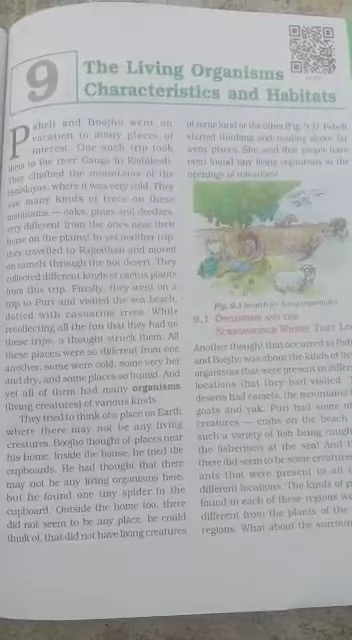 9
The Living Organisms
Characteristics and Habitats
Paheli and Boojho went on
vacation to many places of
interest. One such trip took
them to the river Ganga in Rishikesh.
They climbed the mountains of the
Himalayas, where it was very cold. They
saw many kinds of trees on these
mountains — oaks, pines and deodars,
very different from the ones near their
home on the plains! In yet another trip,
they travelled to Rajasthan and moved
on camels through the hot desert. They
collected different kinds of cactus plants
from this trip. Finally, they went on a
trip to Puri and visited the sea beach,
dotted with casuarina trees. While
recollecting all the fun that they had on
these trips, a thought struck them. All
these places were so different from one
another, some were cold, some very hot
and dry, and some places so humid. And
yet all of them had many organisms
(living creatures) of various kinds.
They tried to think of a place on Earth
where there may not be any living
creatures. Boojho thought of places near
his home. Inside the house, he tried the
cupboards. He had thought that there
may not be any living organisms here,
but he found one tiny spider in the
cupboard. Outside the home too, there
did not seem to be any place, he could
think of, that did not have living creatures
of some kind or the other (Fig. 9.1). Paheli
started thinking and reading about far
away places. She read that people have
even found tiny living organisms in the
openings of volcanoes!
Fig. 9.1 Search for living organisms
9.1 ORGANISMS AND THE
SURROUNDINGS WHERE THEY
Another thought that occurred to
and Boojho was about the kinds of
organisms that were present in
locations that they had visited.
deserts had camels, the mountains
goats and yak. Puri had some
creatures — crabs on the beach
such a variety of fish being
the fishermen at the sea! And
there did seem to be some creatures
ants that were present in all
different locations. The kinds of
found in each of these regions
different from the plants of the
regions. What about the